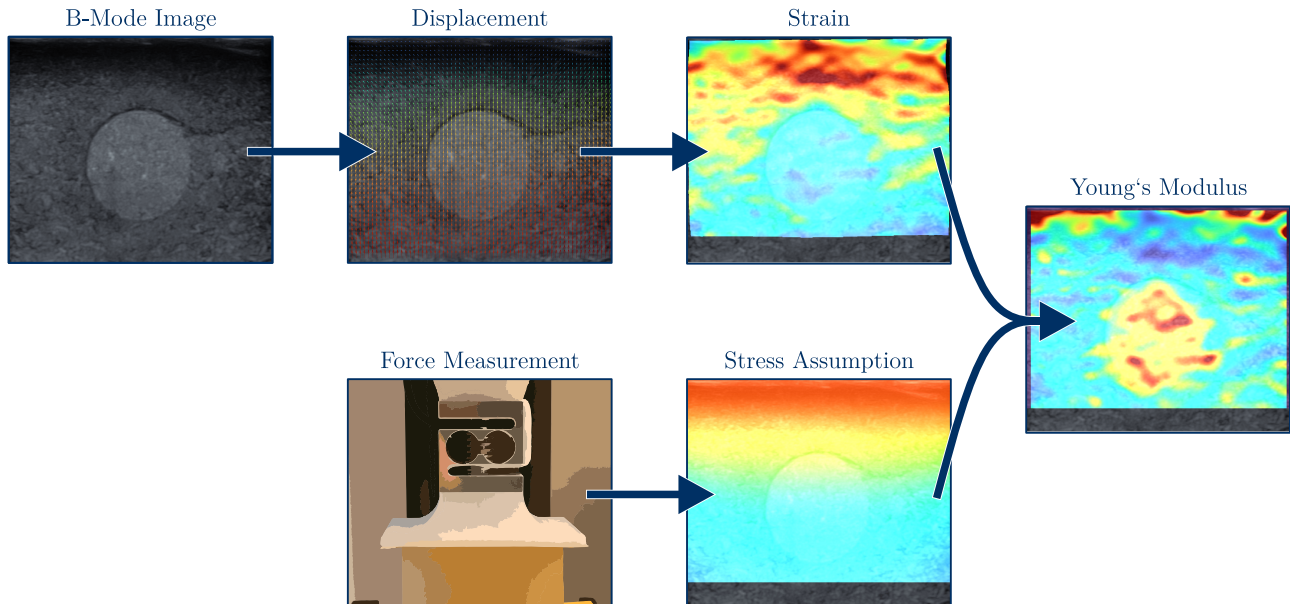 B-Mode Image
Displacement
Strain
Young‘s Modulus
Force Measurement
Stress Assumption